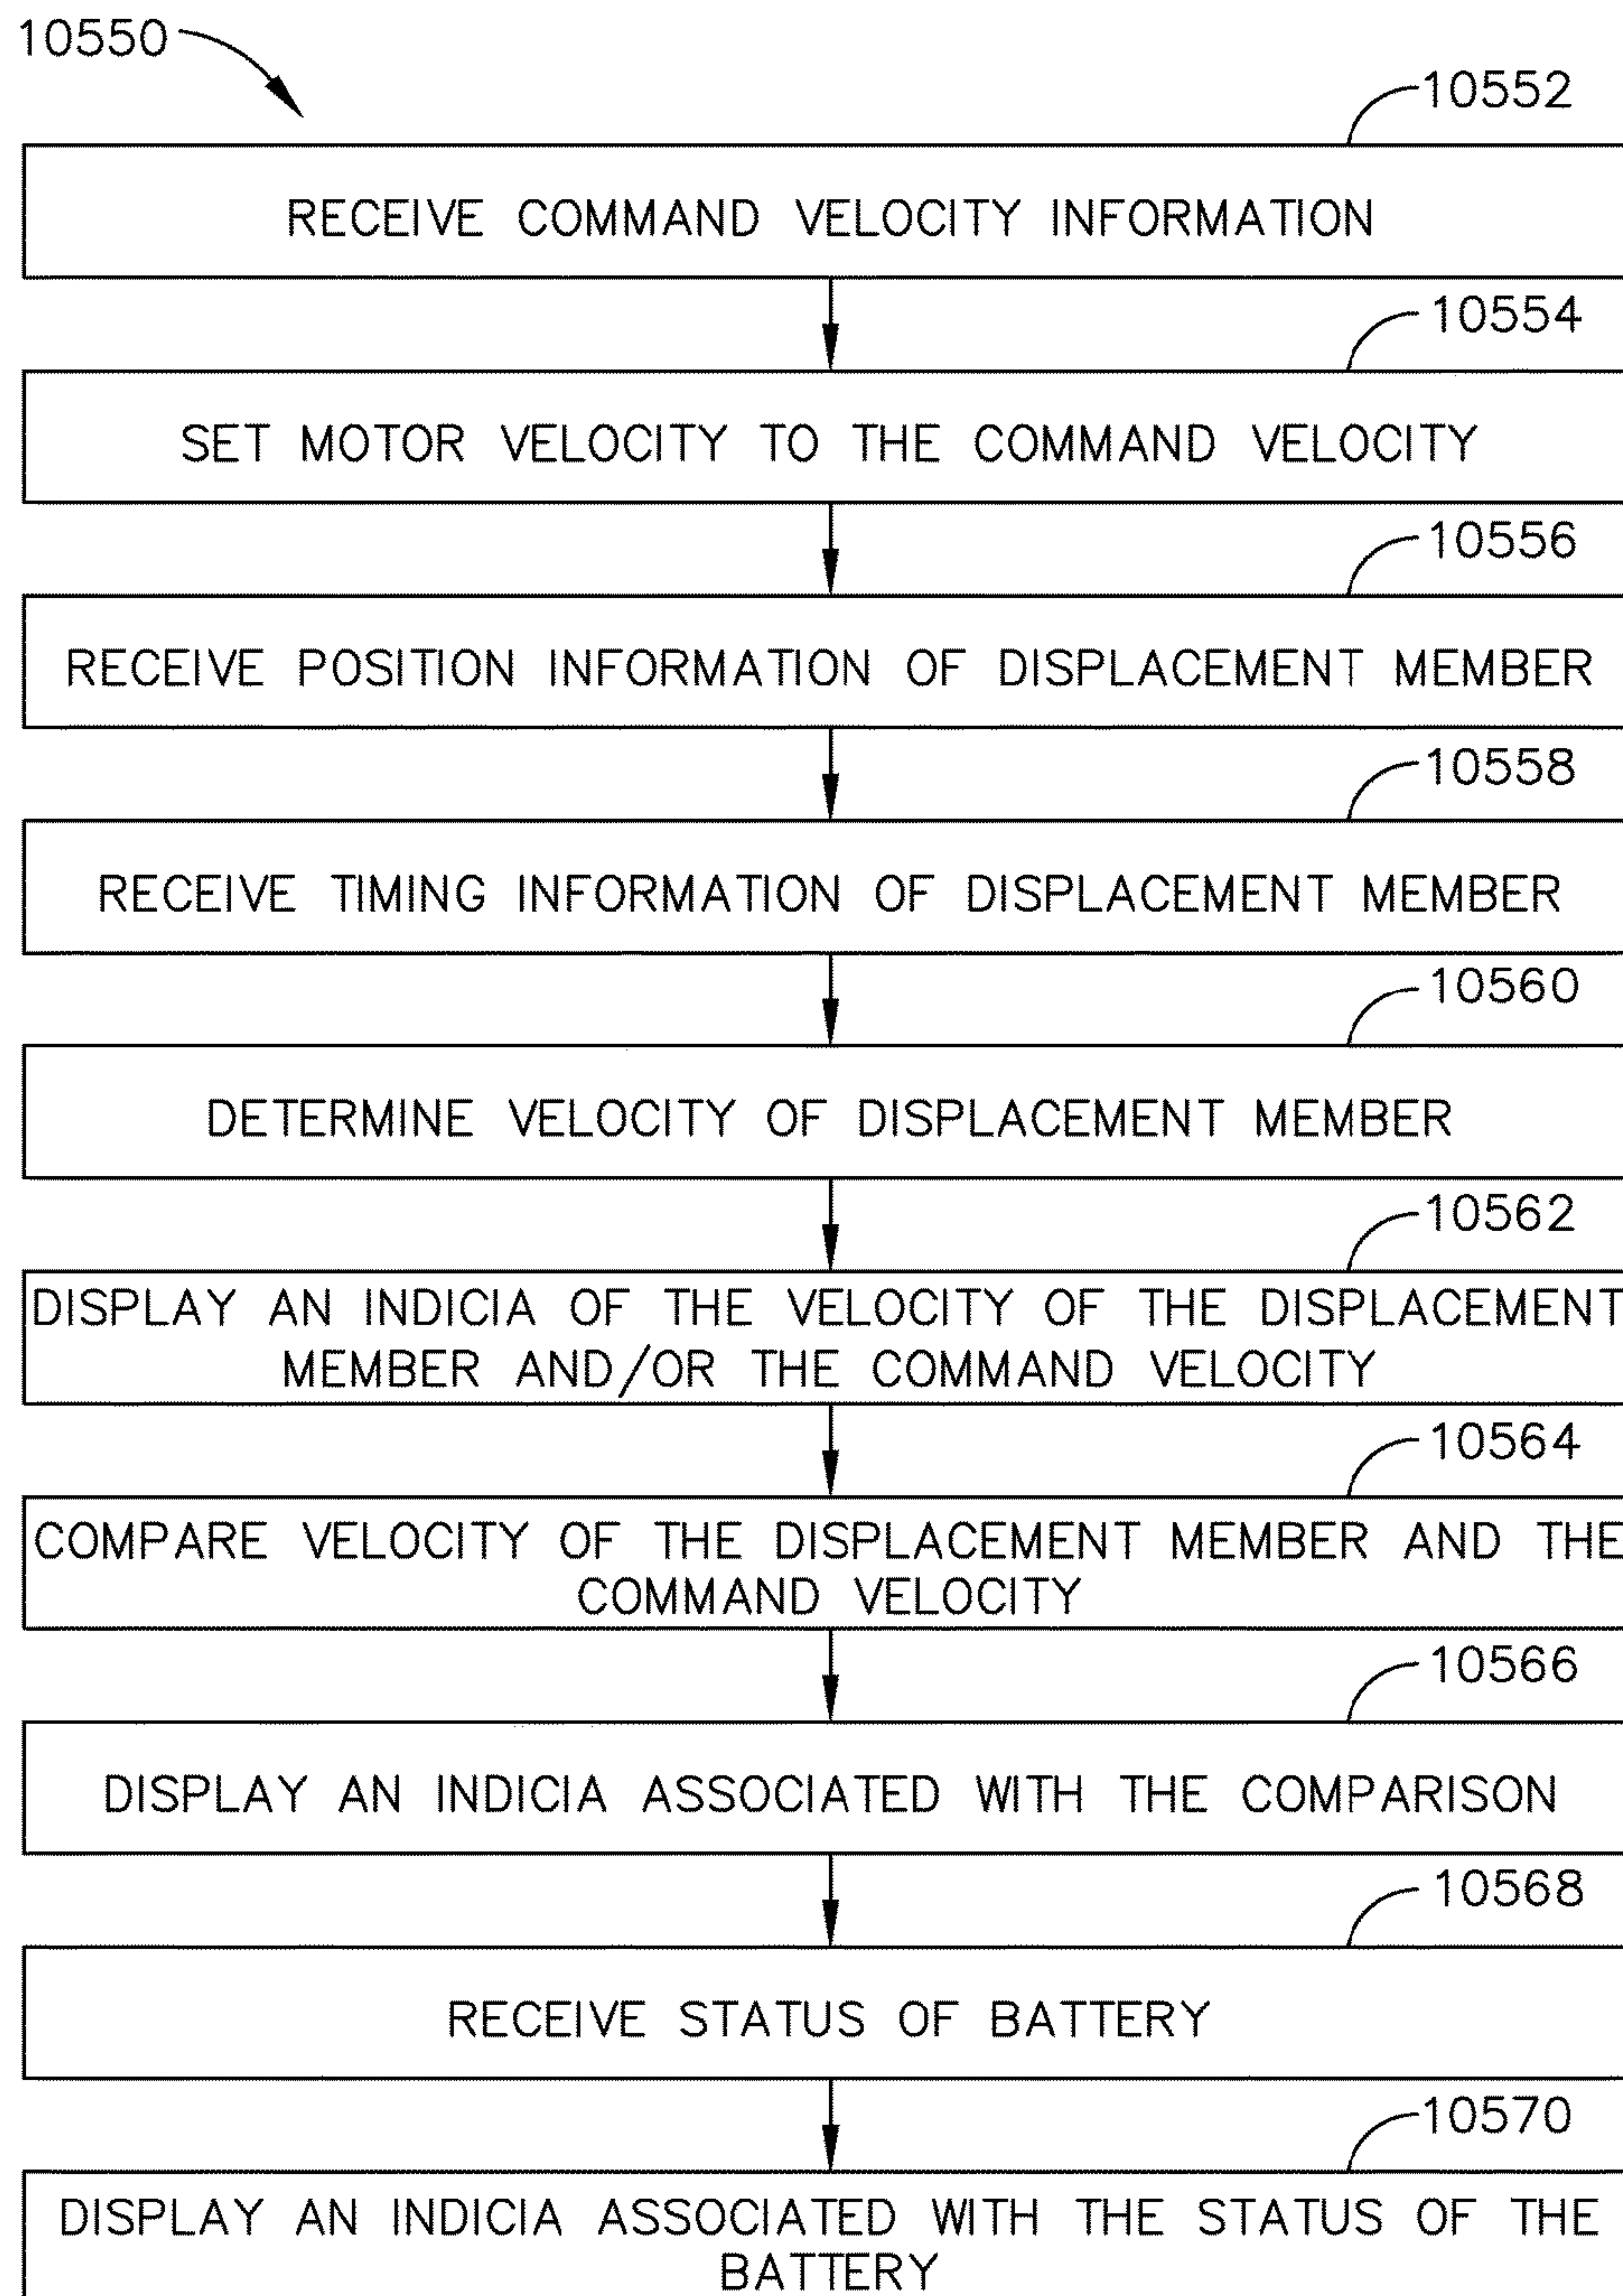 10550
10552
RECEIVE COMMAND VELOCITY INFORMATION
10554
SET MOTOR VELOCITY TO THE COMMAND VELOCITY
10556
RECEIVE POSITION INFORMATION OF DISPLACEMENT MEMBER
10558
RECEIVE TIMING INFORMATION OF DISPLACEMENT MEMBER
10560
DETERMINE VELOCITY OF DISPLACEMENT MEMBER
10562
DISPLAY AN INDICIA OF THE VELOCITY OF THE DISPLACEMENT
MEMBER AND/OR THE COMMAND VELOCITY
10564
COMPARE VELOCITY OF THE DISPLACEMENT MEMBER AND THE
COMMAND VELOCITY
10566
DISPLAY AN INDICIA ASSOCIATED WITH THE COMPARISON
10568
RECEIVE STATUS OF BATTERY
10570
DISPLAY AN INDICIA ASSOCIATED WITH THE STATUS OF THE
BATTERY